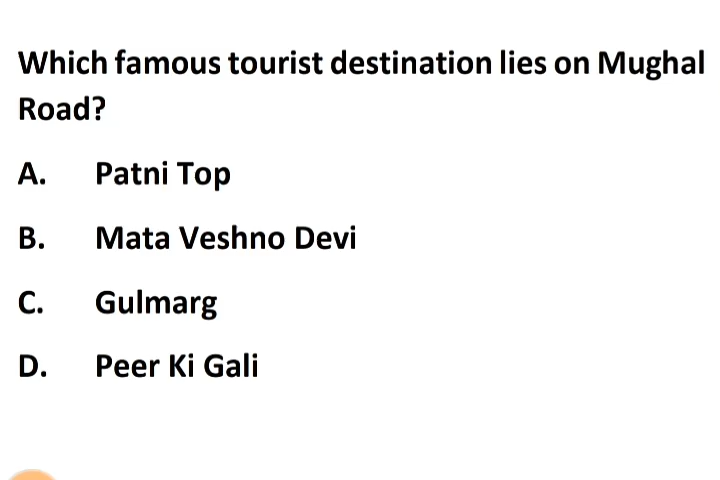 Which famous tourist destination lies on Mughal
Road?
A. Patni Top
B. Mata Veshno Devi
C. Gulmarg
D. Peer Ki Gali